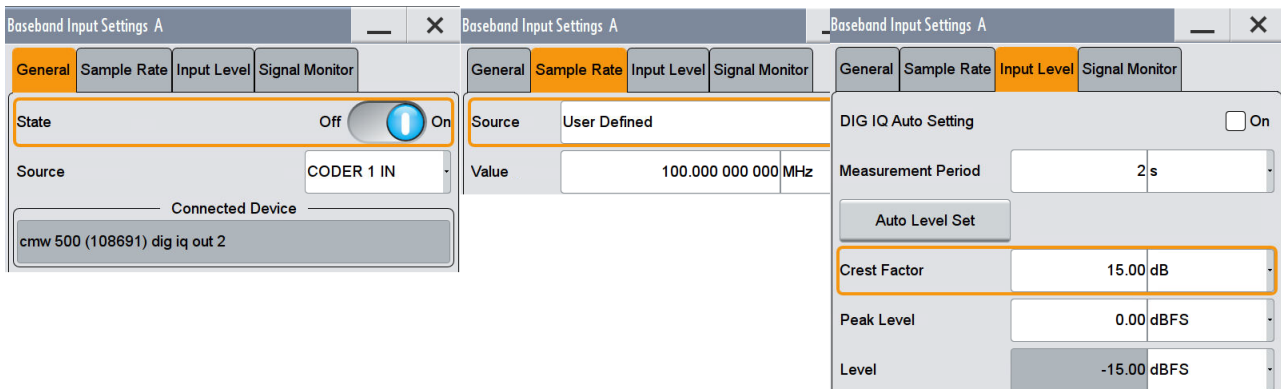 Baseband Input Settings A
General Sample Rate Input Level Signal Monitor
State Off On
Source CODER 1 IN
Connected Device
cmw 500 (108691) dig iq out 2
Baseband Input Settings A
General Sample Rate Input Level Signal Monitor
Source User Defined
Value 100.000 000 000 MHz
Baseband Input Settings A
General Sample Rate Input Level Signal Monitor
DIG IQ Auto Setting On
Measurement Period 2 s
Auto Level Set
Crest Factor 15.00 dB
Peak Level 0.00 dBFS
Level -15.00 dBFS